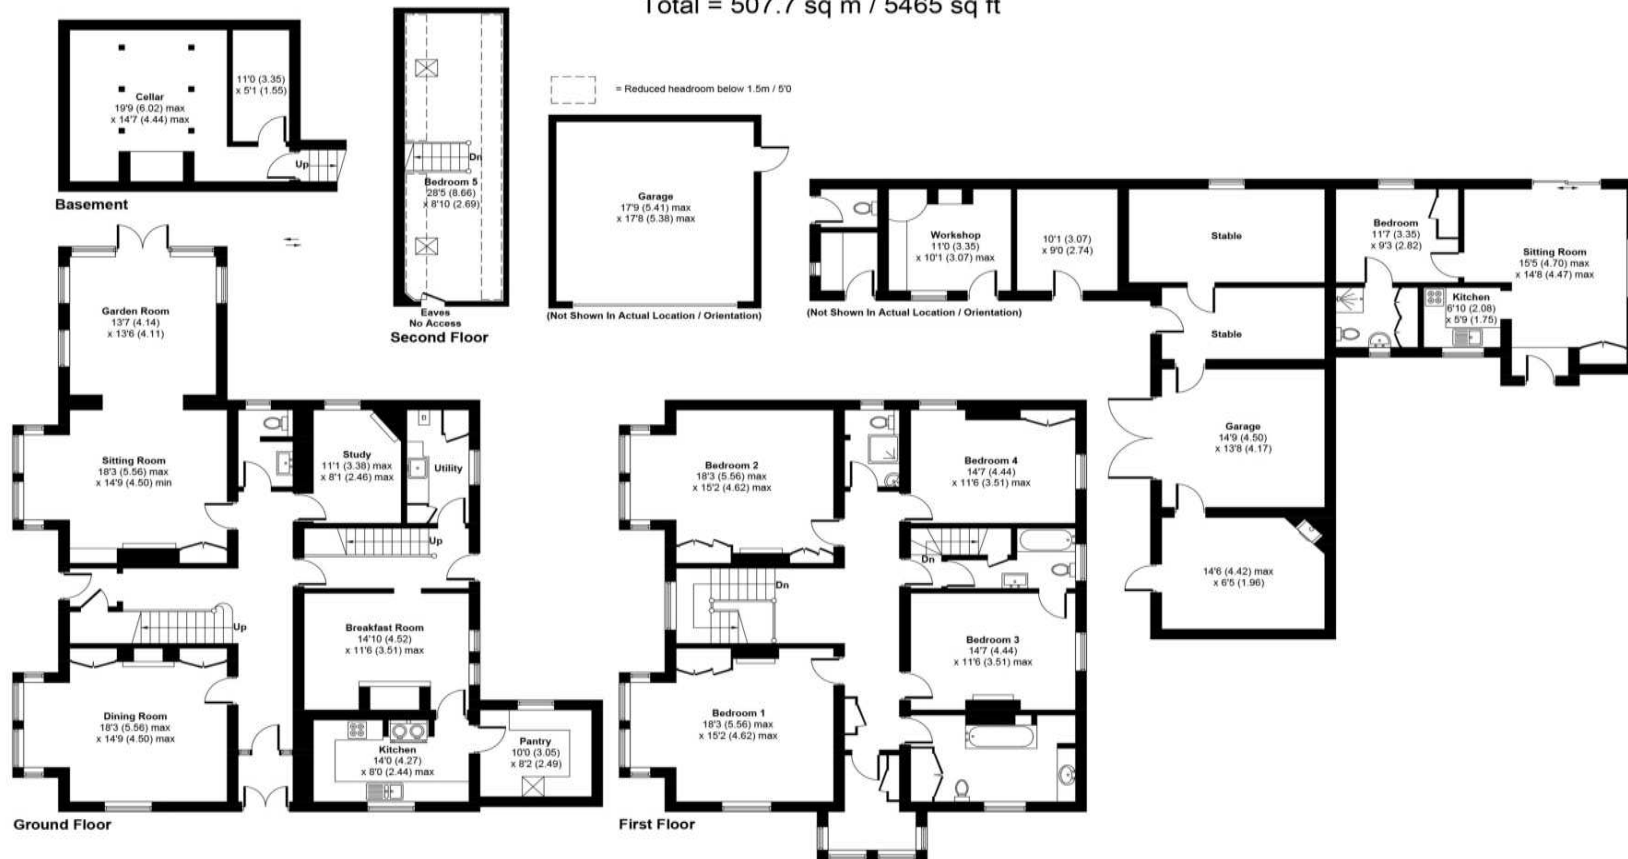 Total = 507.7 sq m / 5465 sq ft
Cellar
19'9 (6.02) max
x 14'7 (4.44) max
11'0 (3.35)
x 5'1 (1.55)
Up
Basement
Dn
Bedroom 5
28'5 (8.66)
x 8'10 (2.69)
Eaves
No Access
Second Floor
= Reduced headroom below 1.5m / 5'0
Garage
17'9 (5.41) max
x 17'8 (5.38) max
(Not Shown In Actual Location / Orientation)
Workshop
11'0 (3.35)
x 10'1 (3.07) max
10'1 (3.07)
x 9'0 (2.74)
(Not Shown In Actual Location / Orientation)
Stable
Stable
Bedroom
11'7 (3.35)
x 9'3 (2.82)
Sitting Room
15'5 (4.70) max
x 14'8 (4.47) max
Kitchen
6'10 (2.08)
x 5'9 (1.75)
Garage
14'9 (4.50)
x 13'8 (4.17)
14'6 (4.42) max
x 6'5 (1.96)
Garden Room
13'7 (4.14)
x 13'6 (4.11)
Sitting Room
18'3 (5.56) max
x 14'9 (4.50) min
Study
11'1 (3.38) max
x 8'1 (2.46) max
Utility
Up
Up
Breakfast Room
14'10 (4.52)
x 11'6 (3.51) max
Dining Room
18'3 (5.56) max
x 14'9 (4.50) max
Kitchen
14'0 (4.27)
x 8'0 (2.44) max
Pantry
10'0 (3.05)
x 8'2 (2.49)
Ground Floor
Bedroom 2
18'3 (5.56) max
x 15'2 (4.62) max
Bedroom 4
14'7 (4.44)
x 11'6 (3.51) max
Dn
Dn
Bedroom 3
14'7 (4.44)
x 11'6 (3.51) max
Bedroom 1
18'3 (5.56) max
x 15'2 (4.62) max
First Floor